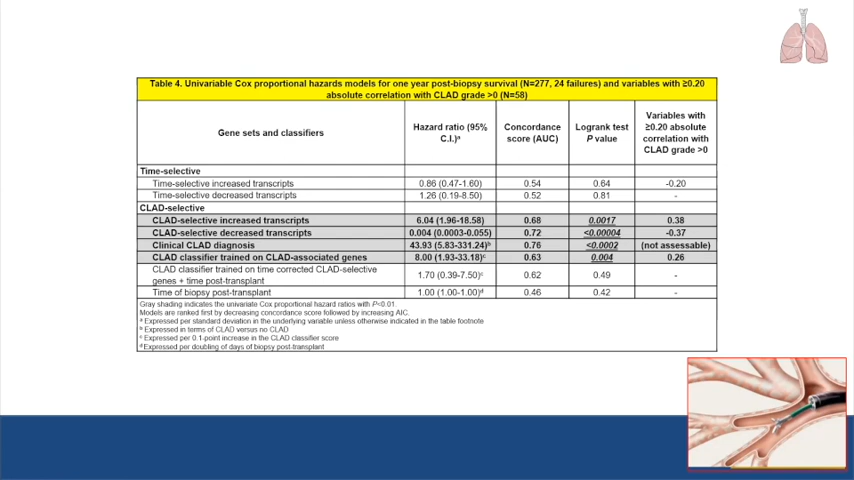 Table 4. Univariable Cox proportional hazards models for one year post-biopsy survival (N=277, 24 failures) and variables with ≥0.20
absolute correlation with CLAD grade >0 (N=58)
Gene sets and classifiers
Hazard ratio (95%
C.I.)ᵃ
Concordance
score (AUC)
Logrank test
P value
Variables with
≥0.20 absolute
correlation with
CLAD grade >0
Time-selective
Time-selective increased transcripts 0.86 (0.47-1.60) 0.54 0.64 -0.20
Time-selective decreased transcripts 1.26 (0.19-8.50) 0.52 0.81 -
CLAD-selective
CLAD-selective increased transcripts 6.04 (1.96-18.58) 0.68 0.0017 0.38
CLAD-selective decreased transcripts 0.004 (0.0003-0.055) 0.72 <0.00004 -0.37
Clinical CLAD diagnosis 43.93 (5.83-331.24)ᵇ 0.76 <0.0002 (not assessable)
CLAD classifier trained on CLAD-associated genes 8.00 (1.93-33.18)ᶜ 0.63 0.004 0.26
CLAD classifier trained on time corrected CLAD-selective
genes + time post-transplant 1.70 (0.39-7.50)ᶜ 0.62 0.49 -
Time of biopsy post-transplant 1.00 (1.00-1.00)ᵈ 0.46 0.42 -
Gray shading indicates the univariate Cox proportional hazard ratios with P<0.01.
Models are ranked first by decreasing concordance score followed by increasing AIC.
ᵃ Expressed per standard deviation in the underlying variable unless otherwise indicated in the table footnote
ᵇ Expressed in terms of CLAD versus no CLAD
ᶜ Expressed per 0.1-point increase in the CLAD classifier score
ᵈ Expressed per doubling of days of biopsy post-transplant